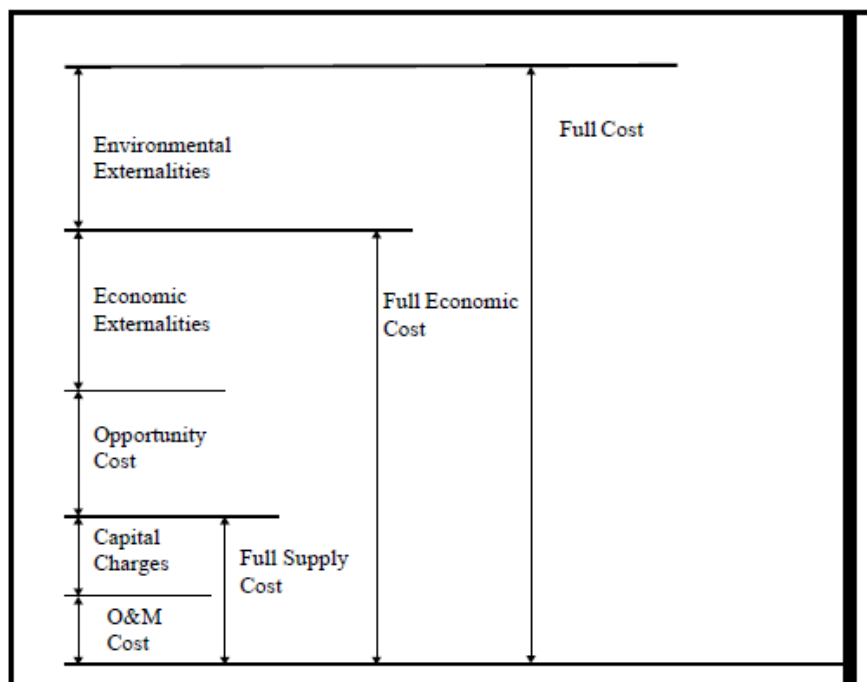 Environmental
Externalities
Full Cost
Economic
Externalities
Full Economic
Cost
Opportunity
Cost
Capital
Charges
Full Supply
Cost
O&M
Cost